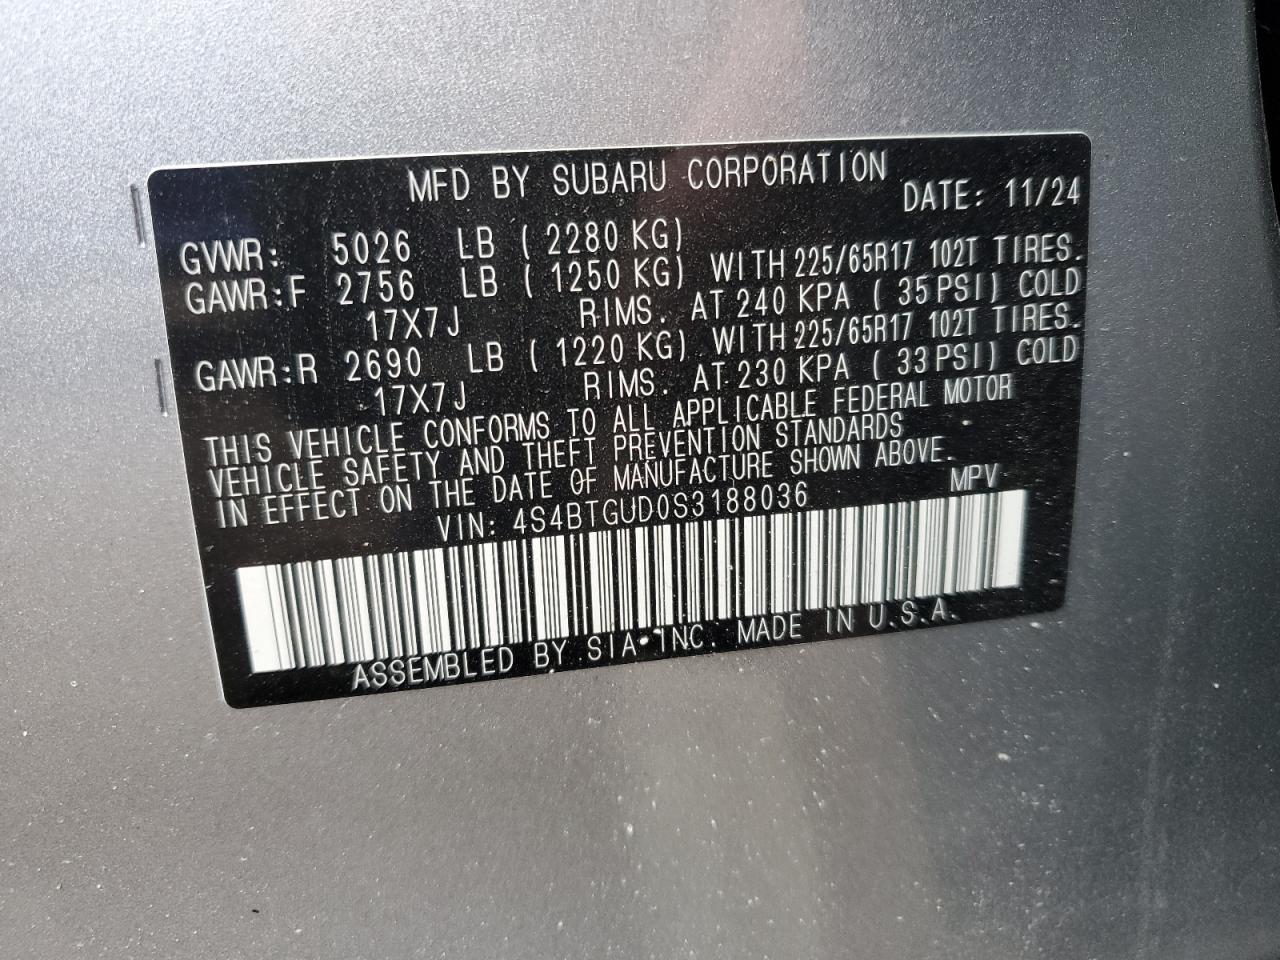 MFD BY SUBARU CORPORATION DATE: 11/24
GVWR: 5026 LB ( 2280 KG)
GAWR:F 2756 LB ( 1250 KG) WITH 225/65R17 102T TIRES.
17X7J RIMS. AT 240 KPA ( 35 PSI) COLD
GAWR:R 2690 LB ( 1220 KG) WITH 225/65R17 102T TIRES.
17X7J RIMS. AT 230 KPA ( 33 PSI) COLD
THIS VEHICLE CONFORMS TO ALL APPLICABLE FEDERAL MOTOR
VEHICLE SAFETY AND THEFT PREVENTION STANDARDS
IN EFFECT ON THE DATE OF MANUFACTURE SHOWN ABOVE.
VIN: 4S4BTGUD0S3188036 MPV
ASSEMBLED BY SIA INC. MADE IN U.S.A.